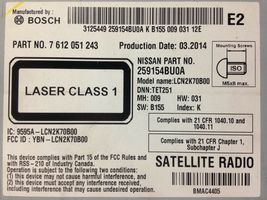 Manufactured by :
BOSCH
E2
3125449 259154BU0A K B155 009 031 12E
PART NO. 7 612 051 243
Production Date: 03.2014
Mounting Screws
NISSAN PART NO.
259154BU0A
ISO
M5x8 max.
LASER CLASS 1
MODEL: LCN2K70B00
DNN: TET251
MH: 009 HW: 031
SW: B155 Index: K
IC: 9595A - LCN2K70B00
FCC ID : YBN - LCN2K70B00
Complies with 21 CFR 1040.10 and 1040.11
Complies with 21 CFR Chapter 1, Subchapter J
This device complies with Part 15 of the FCC Rules and
with RSS-210 of Industry Canada.
Operation is subject to the following two conditions:
(1) this device may not cause harmful interference, and
(2) this device must accept any interference received,
including interference that may cause undesired operation.
SATELLITE RADIO
BMAC4405